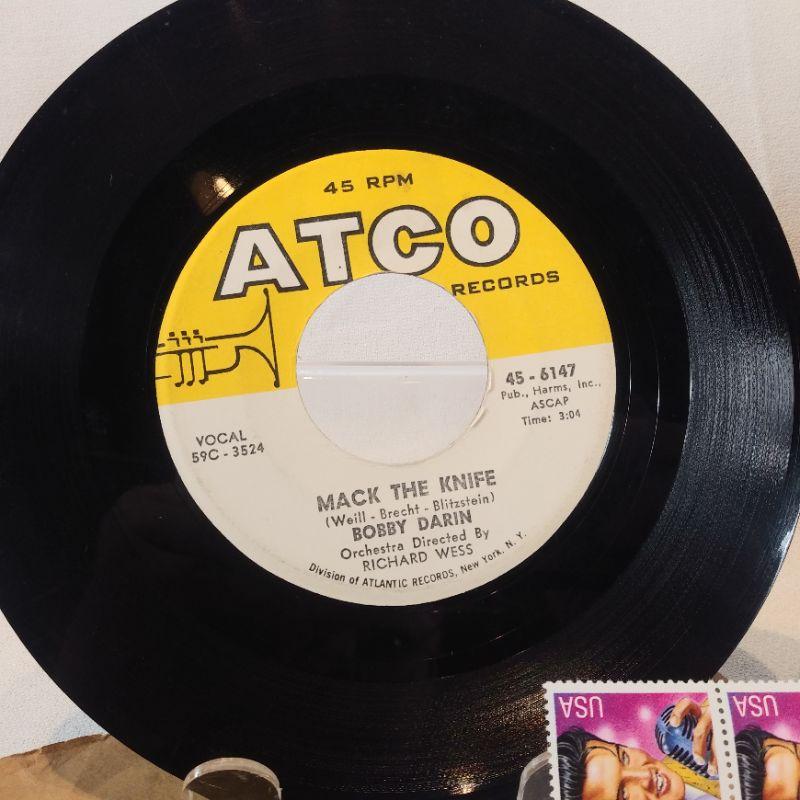 45 RPM
ATCO
RECORDS
45 - 6147
Pub., Harms, Inc.,
ASCAP
Time: 3:04
VOCAL
59C - 3524
MACK THE KNIFE
(Weill - Brecht - Blitzstein)
BOBBY DARIN
Orchestra Directed By
RICHARD WESS
Division of ATLANTIC RECORDS, New York, N. Y.
USA
USA